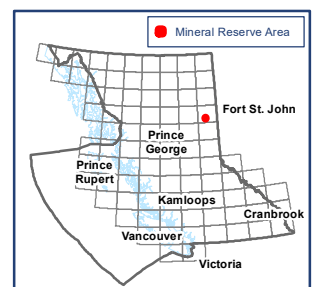 Mineral Reserve Area
Fort St. John
Prince
George
Prince
Rupert
Kamloops
Cranbrook
Vancouver
Victoria